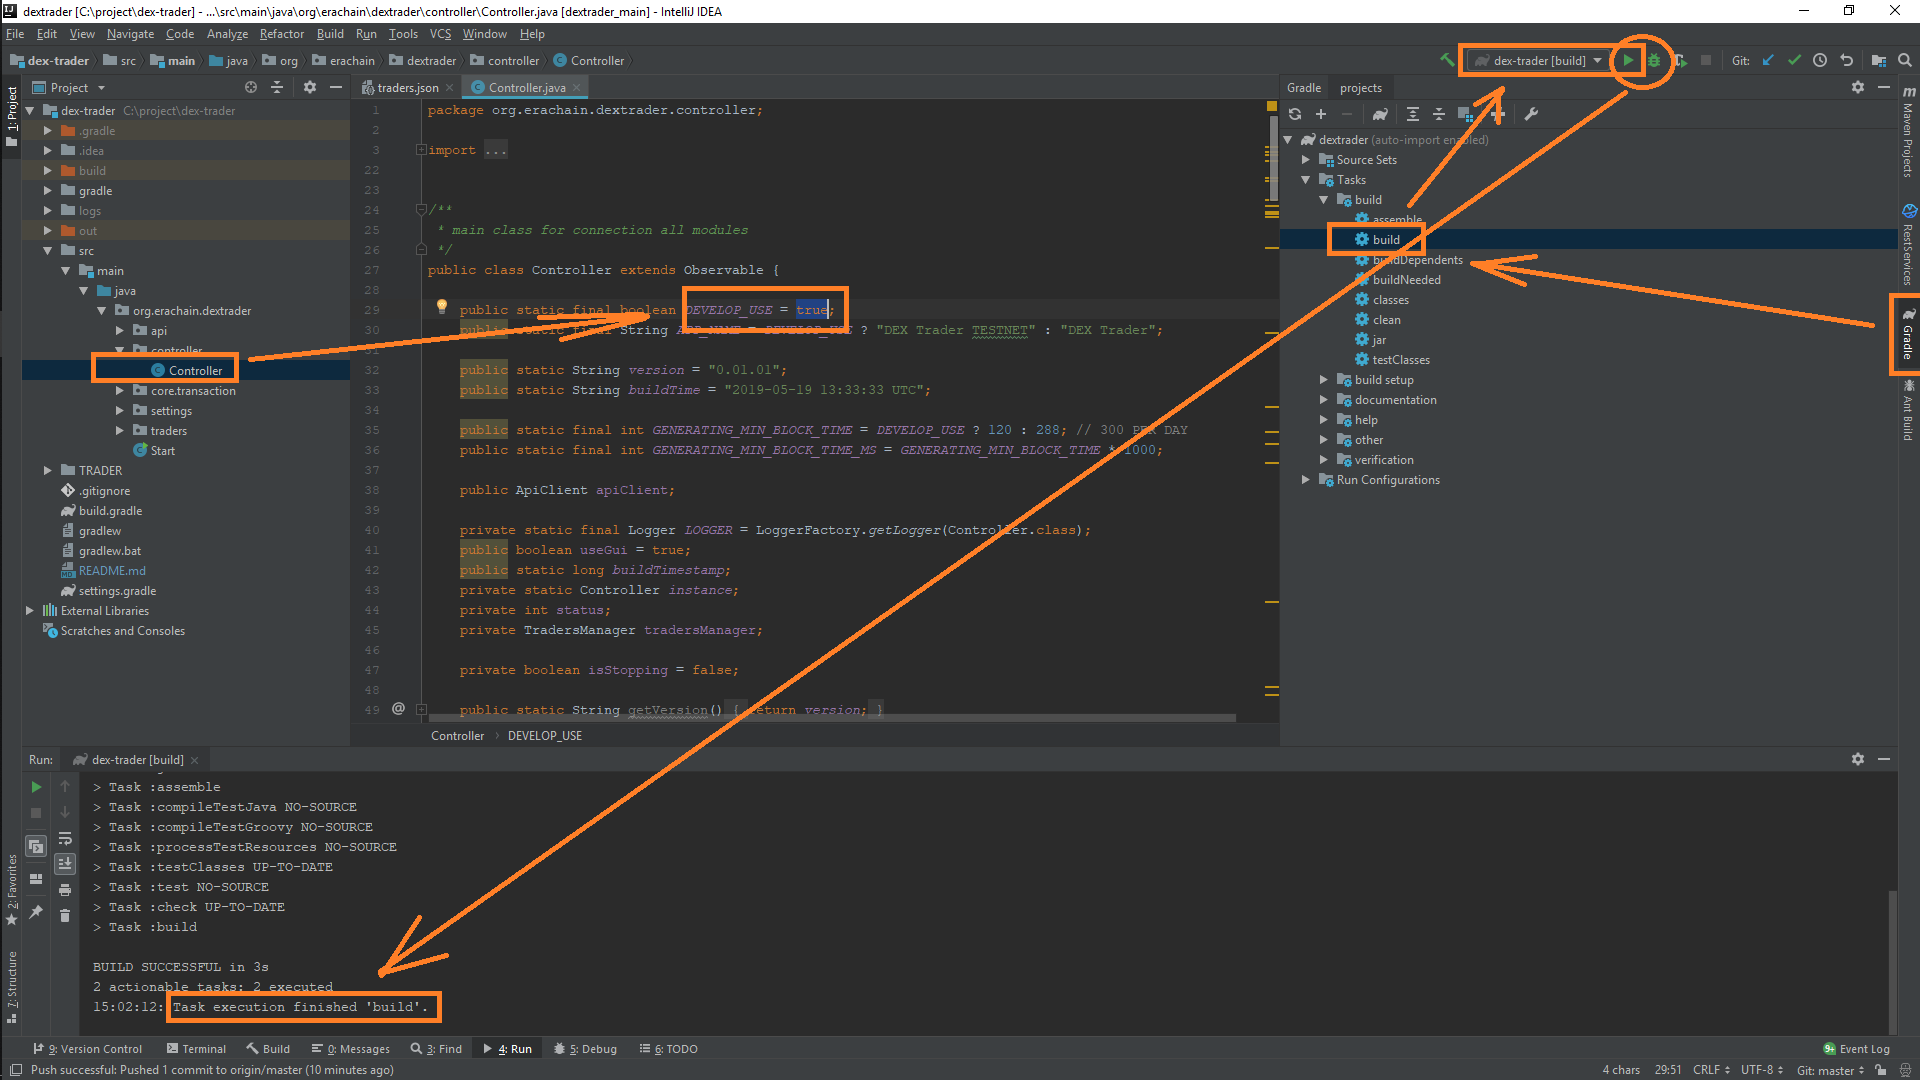 dextrader [C:\project\dex-trader] - ...\src\main\java\org\erachain\dextrader\controller\Controller.java [dextrader_main] - IntelliJ IDEA
File Edit View Navigate Code Analyze Refactor Build Run Tools VCS Window Help
dex-trader src main java org erachain dextrader controller Controller
dex-trader [build]
Git:
1: Project
Project
dex-trader C:\project\dex-trader
.gradle
.idea
build
gradle
logs
out
src
main
java
org.erachain.dextrader
api
controller
Controller
core.transaction
settings
traders
Start
TRADER
.gitignore
build.gradle
gradlew
gradlew.bat
README.md
settings.gradle
External Libraries
Scratches and Consoles
traders.json Controller.java
1 package org.erachain.dextrader.controller;
2
3 import ...
22
23
24 /**
25 * main class for connection all modules
26 */
27 public class Controller extends Observable {
28
29 public static final boolean DEVELOP_USE = true;
30 public static final String APP_NAME = DEVELOP_USE ? "DEX Trader TESTNET" : "DEX Trader";
31
32 public static String version = "0.01.01";
33 public static String buildTime = "2019-05-19 13:33:33 UTC";
34
35 public static final int GENERATING_MIN_BLOCK_TIME = DEVELOP_USE ? 120 : 288; // 300 PER DAY
36 public static final int GENERATING_MIN_BLOCK_TIME_MS = GENERATING_MIN_BLOCK_TIME * 1000;
37
38 public ApiClient apiClient;
39
40 private static final Logger LOGGER = LoggerFactory.getLogger(Controller.class);
41 public boolean useGui = true;
42 public static long buildTimestamp;
43 private static Controller instance;
44 private int status;
45 private TradersManager tradersManager;
46
47 private boolean isStopping = false;
48
49 @ public static String getVersion() { return version; }
Controller DEVELOP_USE
Gradle projects
dextrader (auto-import enabled)
Source Sets
Tasks
build
assemble
build
buildDependents
buildNeeded
classes
clean
jar
testClasses
build setup
documentation
help
other
verification
Run Configurations
m Maven Projects
RestServices
Gradle
Ant Build
Run: dex-trader [build]
> Task :assemble
> Task :compileTestJava NO-SOURCE
> Task :compileTestGroovy NO-SOURCE
> Task :processTestResources NO-SOURCE
> Task :testClasses UP-TO-DATE
> Task :test NO-SOURCE
> Task :check UP-TO-DATE
> Task :build
BUILD SUCCESSFUL in 3s
2 actionable tasks: 2 executed
15:02:12: Task execution finished 'build'.
2: Favorites
7: Structure
9: Version Control Terminal Build 0: Messages 3: Find 4: Run 5: Debug 6: TODO
9+ Event Log
Push successful: Pushed 1 commit to origin/master (10 minutes ago)
4 chars 29:51 CRLF UTF-8 Git: master